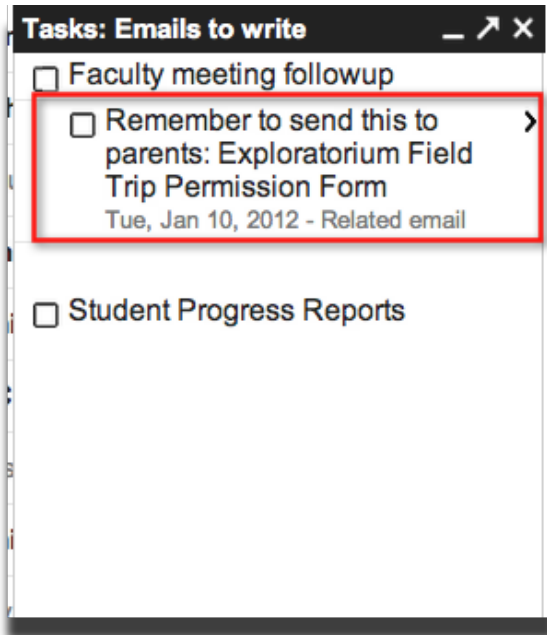 Tasks: Emails to write
Faculty meeting followup
Remember to send this to
parents: Exploratorium Field
Trip Permission Form
Tue, Jan 10, 2012 - Related email
Student Progress Reports